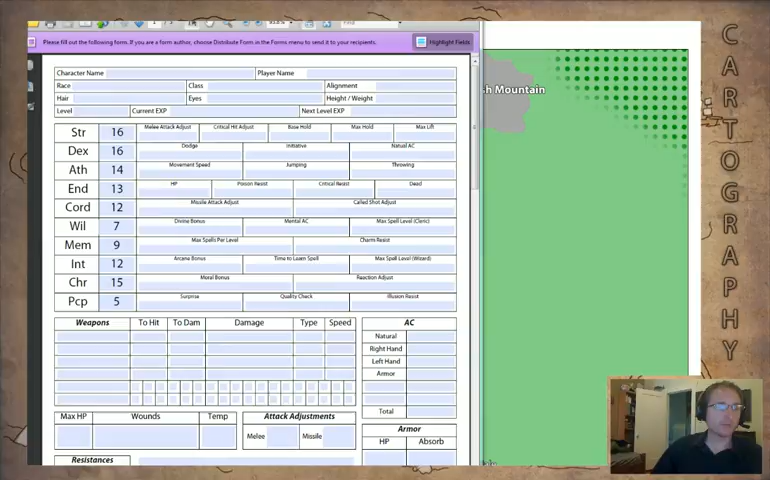 Please fill out the following form. If you are a form author, choose Distribute Form in the Forms menu to send it to your recipients.
Highlight Fields
Character Name Player Name
Race Class Alignment
Hair Eyes Height / Weight
Level Current EXP Next Level EXP
Str 16 Melee Attack Adjust Critical Hit Adjust Base Hold Max Hold Max Lift
Dex 16 Dodge Initiative Natual AC
Ath 14 Movement Speed Jumping Throwing
End 13 HP Poison Resist Critical Resist Dead
Cord 12 Missile Attack Adjust Called Shot Adjust
Wil 7 Divine Bonus Mental AC Max Spell Level (Cleric)
Mem 9 Max Spells Per Level Charm Resist
Int 12 Arcene Bonus Time to Learn Spell Max Spell Level (Wizard)
Chr 15 Moral Bonus Reaction Adjust
Pcp 5 Surprise Quality Check Illusion Resist
Weapons To Hit To Dam Damage Type Speed
AC
Natural
Right Hand
Left Hand
Armor
Total
Max HP Wounds Temp
Attack Adjustments
Melee Missile
Armor
HP Absorb
Resistances
sh Mountain
CARTOGRAPHY